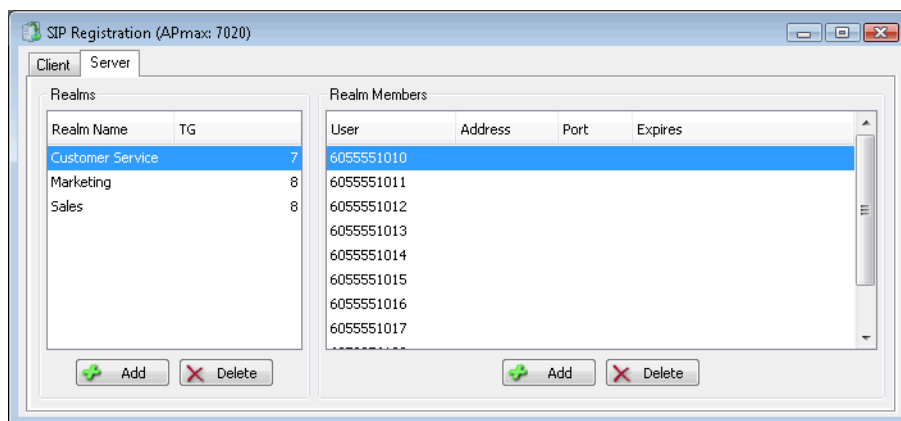 SIP Registration (APmax: 7020)
Client Server
Realms
Realm Name TG
Customer Service 7
Marketing 8
Sales 8
Add Delete
Realm Members
User Address Port Expires
6055551010
6055551011
6055551012
6055551013
6055551014
6055551015
6055551016
6055551017
Add Delete